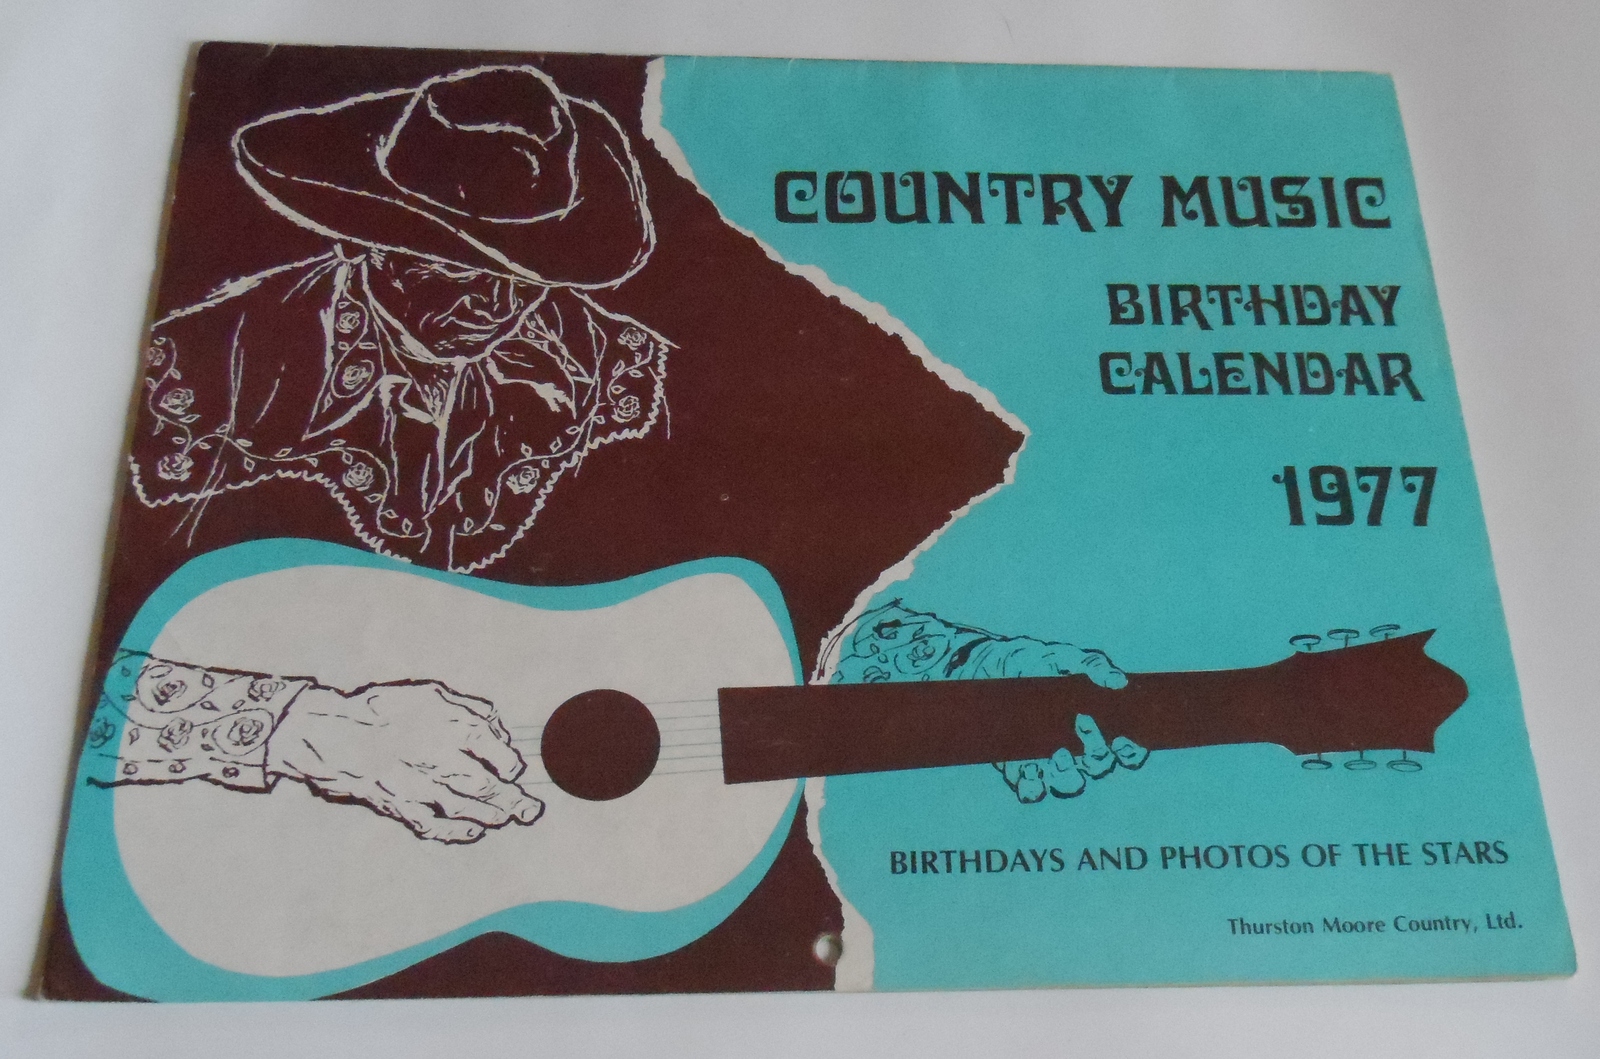 COUNTRY MUSIC
BIRTHDAY
CALENDAR
1977
BIRTHDAYS AND PHOTOS OF THE STARS
Thurston Moore Country, Ltd.